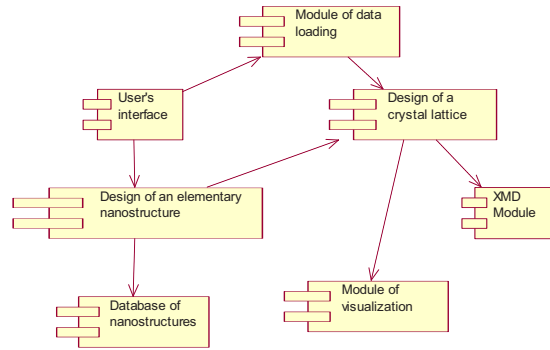 Module of data
loading
User's
interface
Design of a
crystal lattice
Design of an elementary
nanostructure
XMD
Module
Database of
nanostructures
Module of
visualization